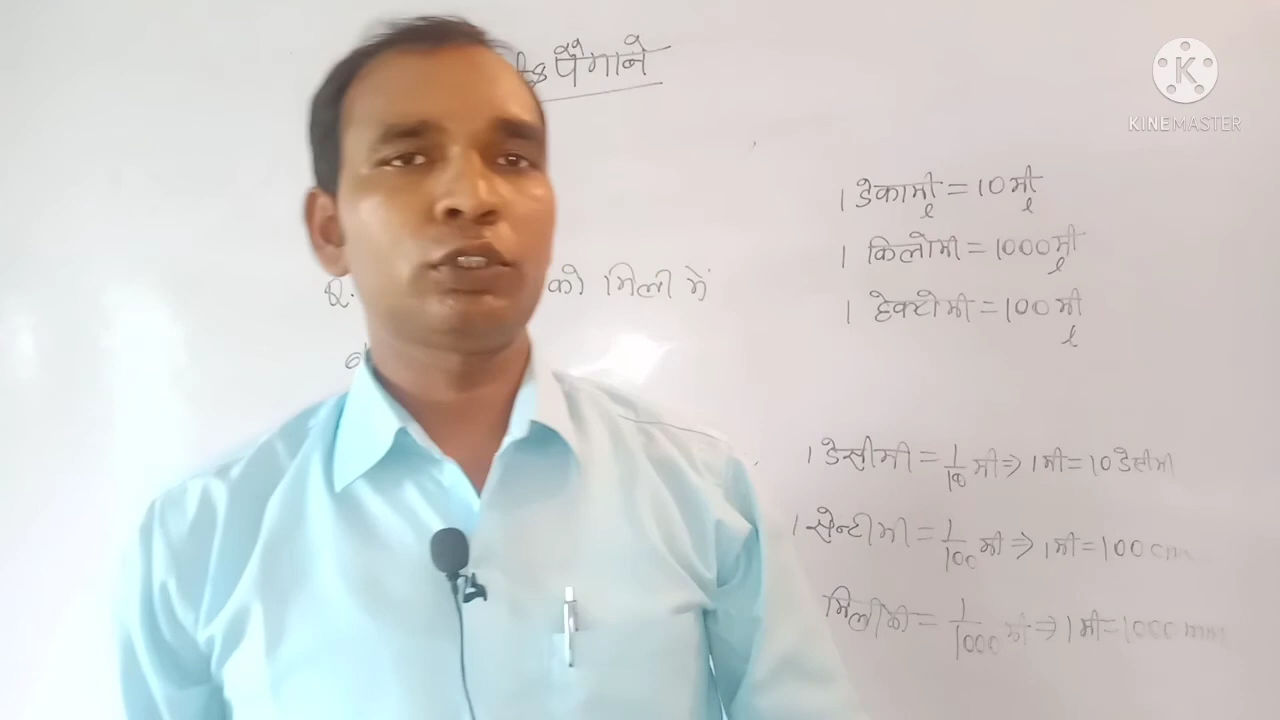 पैमाने
KINEMASTER
1 डेकामी = 10 मी
l l
1 किलोमी = 1000 मी
l
1 हेक्टोमी = 100 मी
l
Q. को मिली में
1 डेसीमी = 1/10 मी ⇒ 1 मी = 10 डेसीमी
1 सेन्टीमी = 1/100 मी ⇒ 1 मी = 100 cm
मिलीमी = 1/1000 मी ⇒ 1 मी = 1000 mm